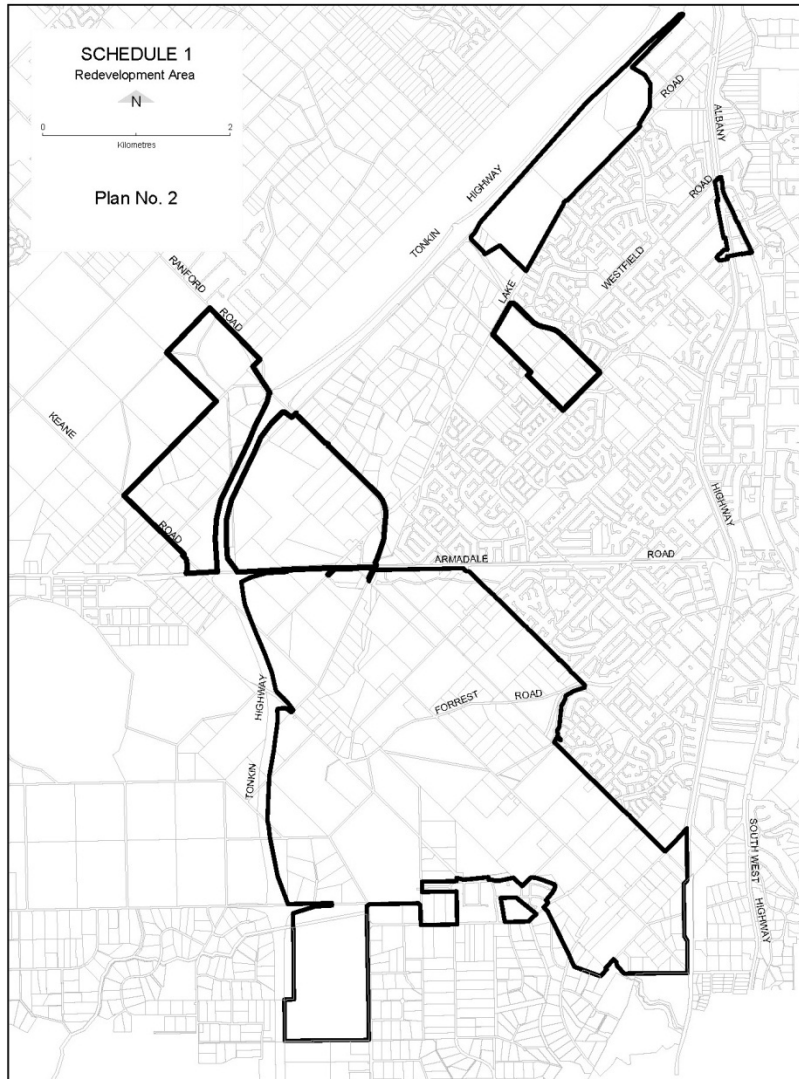 SCHEDULE 1
Redevelopment Area
N
0 2
Kilometres
Plan No. 2
ROAD
ALBANY
HIGHWAY
ROAD
TONKIN
WESTFIELD
RANFORD
LAKE
ROAD
KEANE
HIGHWAY
ROAD
ARMADALE ROAD
HIGHWAY
FORREST ROAD
TONKIN
SOUTH WEST
HIGHWAY